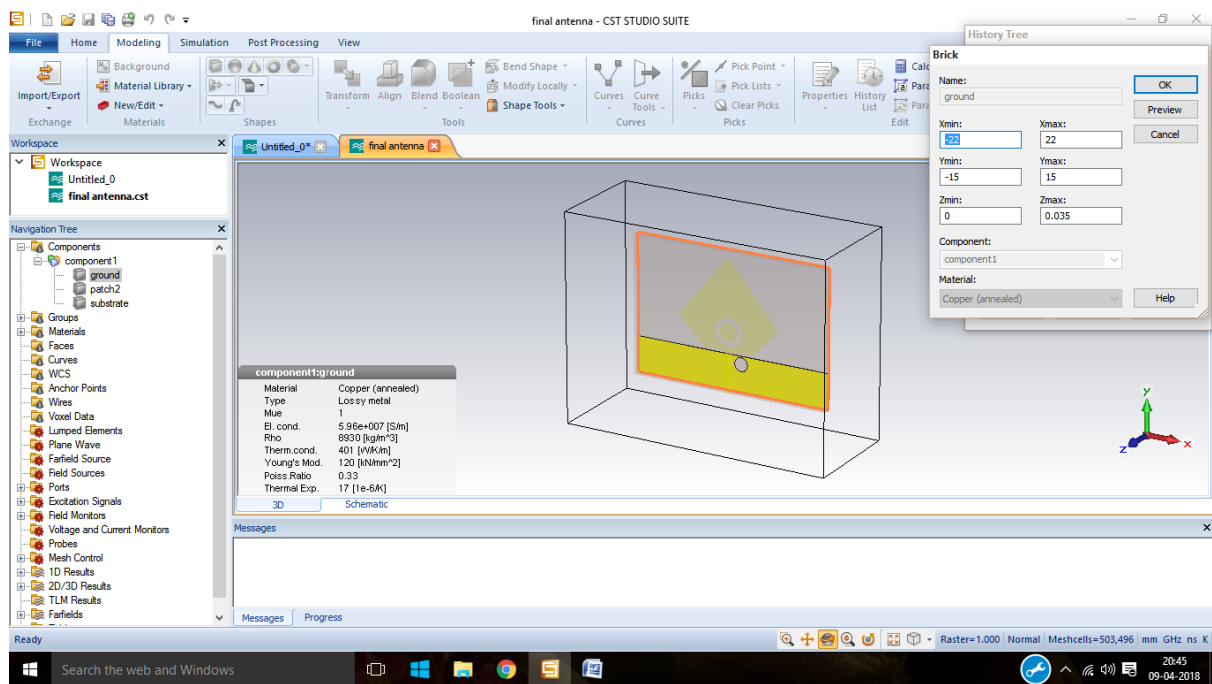 final antenna - CST STUDIO SUITE
File Home Modeling Simulation Post Processing View
Import/Export
Background
Material Library
New/Edit
Exchange
Materials
Shapes
Transform Align Blend Boolean
Bend Shape
Modify Locally
Shape Tools
Tools
Curves Curve Tools
Curves
Picks
Pick Point
Pick Lists
Clear Picks
Picks
Properties History List
Calc
Para
Para
Edit
History Tree
Brick
Name:
ground
Xmin: Xmax:
-22 22
Ymin: Ymax:
-15 15
Zmin: Zmax:
0 0.035
Component:
component1
Material:
Copper (annealed)
OK
Preview
Cancel
Help
Workspace
Workspace
Untitled_0
final antenna.cst
Untitled_0*
final antenna
Navigation Tree
Components
component1
ground
patch2
substrate
Groups
Materials
Faces
Curves
WCS
Anchor Points
Wires
Voxel Data
Lumped Elements
Plane Wave
Farfield Source
Field Sources
Ports
Excitation Signals
Field Monitors
Voltage and Current Monitors
Probes
Mesh Control
1D Results
2D/3D Results
TLM Results
Farfields
component1:ground
Material Copper (annealed)
Type Lossy metal
Mue 1
El. cond. 5.96e+007 [S/m]
Rho 8930 [kg/m^3]
Therm.cond. 401 [W/K/m]
Young's Mod. 120 [kN/mm^2]
Poiss.Ratio 0.33
Thermal Exp. 17 [1e-6/K]
y
x
z
3D Schematic
Messages
Messages Progress
Ready
Raster=1.000 Normal Meshcells=503,496 mm GHz ns K
Search the web and Windows
20:45
09-04-2018